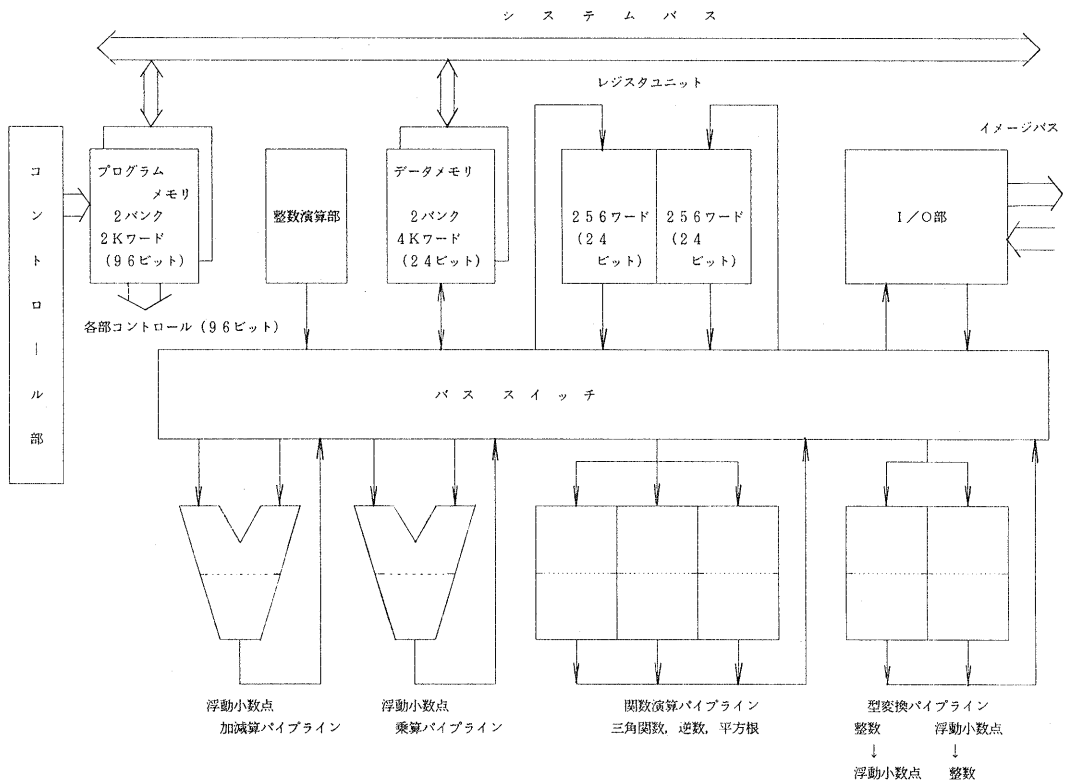 システムバス
レジスタユニット
イメージバス
コントロール部
プログラム
メモリ
2バンク
2Kワード
(96ビット)
整数演算部
データメモリ
2バンク
4Kワード
(24ビット)
256ワード
(24
ビット)
256ワード
(24
ビット)
I/O部
各部コントロール(96ビット)
バススイッチ
浮動小数点
加減算パイプライン
浮動小数点
乗算パイプライン
関数演算パイプライン
三角関数,逆数,平方根
型変換パイプライン
整数
↓
浮動小数点
浮動小数点
↓
整数